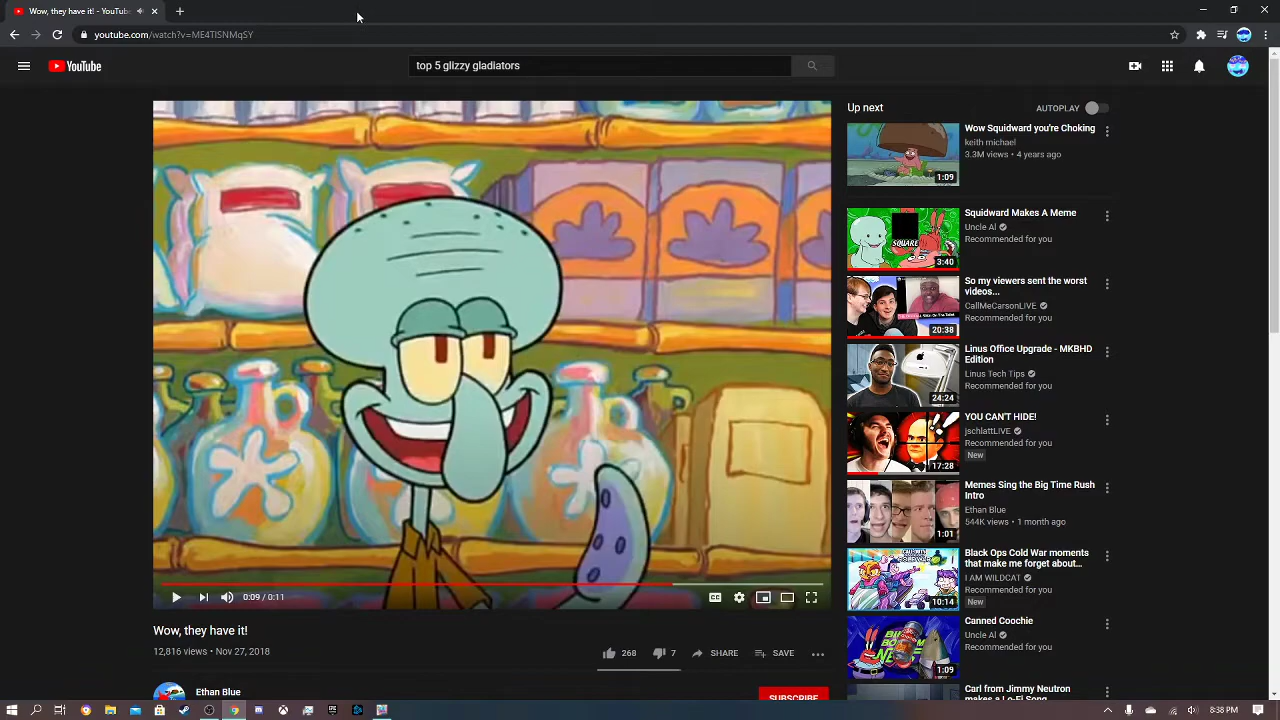 Wow, they have it! - YouTube
youtube.com/watch?v=ME4TlSNMqSY
YouTube
top 5 glizzy gladiators
0:09 / 0:11
CC
Wow, they have it!
12,816 views • Nov 27, 2018
268
7
SHARE
SAVE
Ethan Blue
SUBSCRIBE
Up next
AUTOPLAY
1:09
Wow Squidward you're Choking
keith michael
3.3M views • 4 years ago
SQUARE
3:40
Squidward Makes A Meme
Uncle Al
Recommended for you
20:38
So my viewers sent the worst
videos...
CallMeCarsonLIVE
Recommended for you
24:24
Linus Office Upgrade - MKBHD
Edition
Linus Tech Tips
Recommended for you
17:28
YOU CAN'T HIDE!
jschlattLIVE
Recommended for you
New
1:01
Memes Sing the Big Time Rush
Intro
Ethan Blue
544K views • 1 month ago
10:14
Black Ops Cold War moments
that make me forget about...
I AM WILDCAT
Recommended for you
New
1:09
Canned Coochie
Uncle Al
Recommended for you
Carl from Jimmy Neutron
makes a Lo-Fi Song
8:38 PM